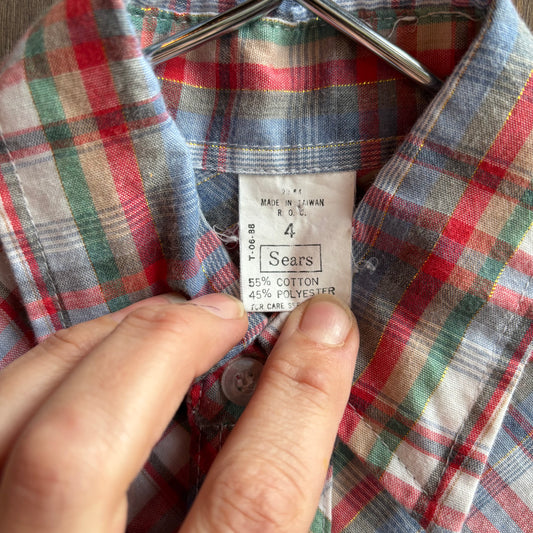 MADE IN TAIWAN
R. O. C.
4
Sears
55% COTTON
45% POLYESTER
FOR CARE
T-06-88